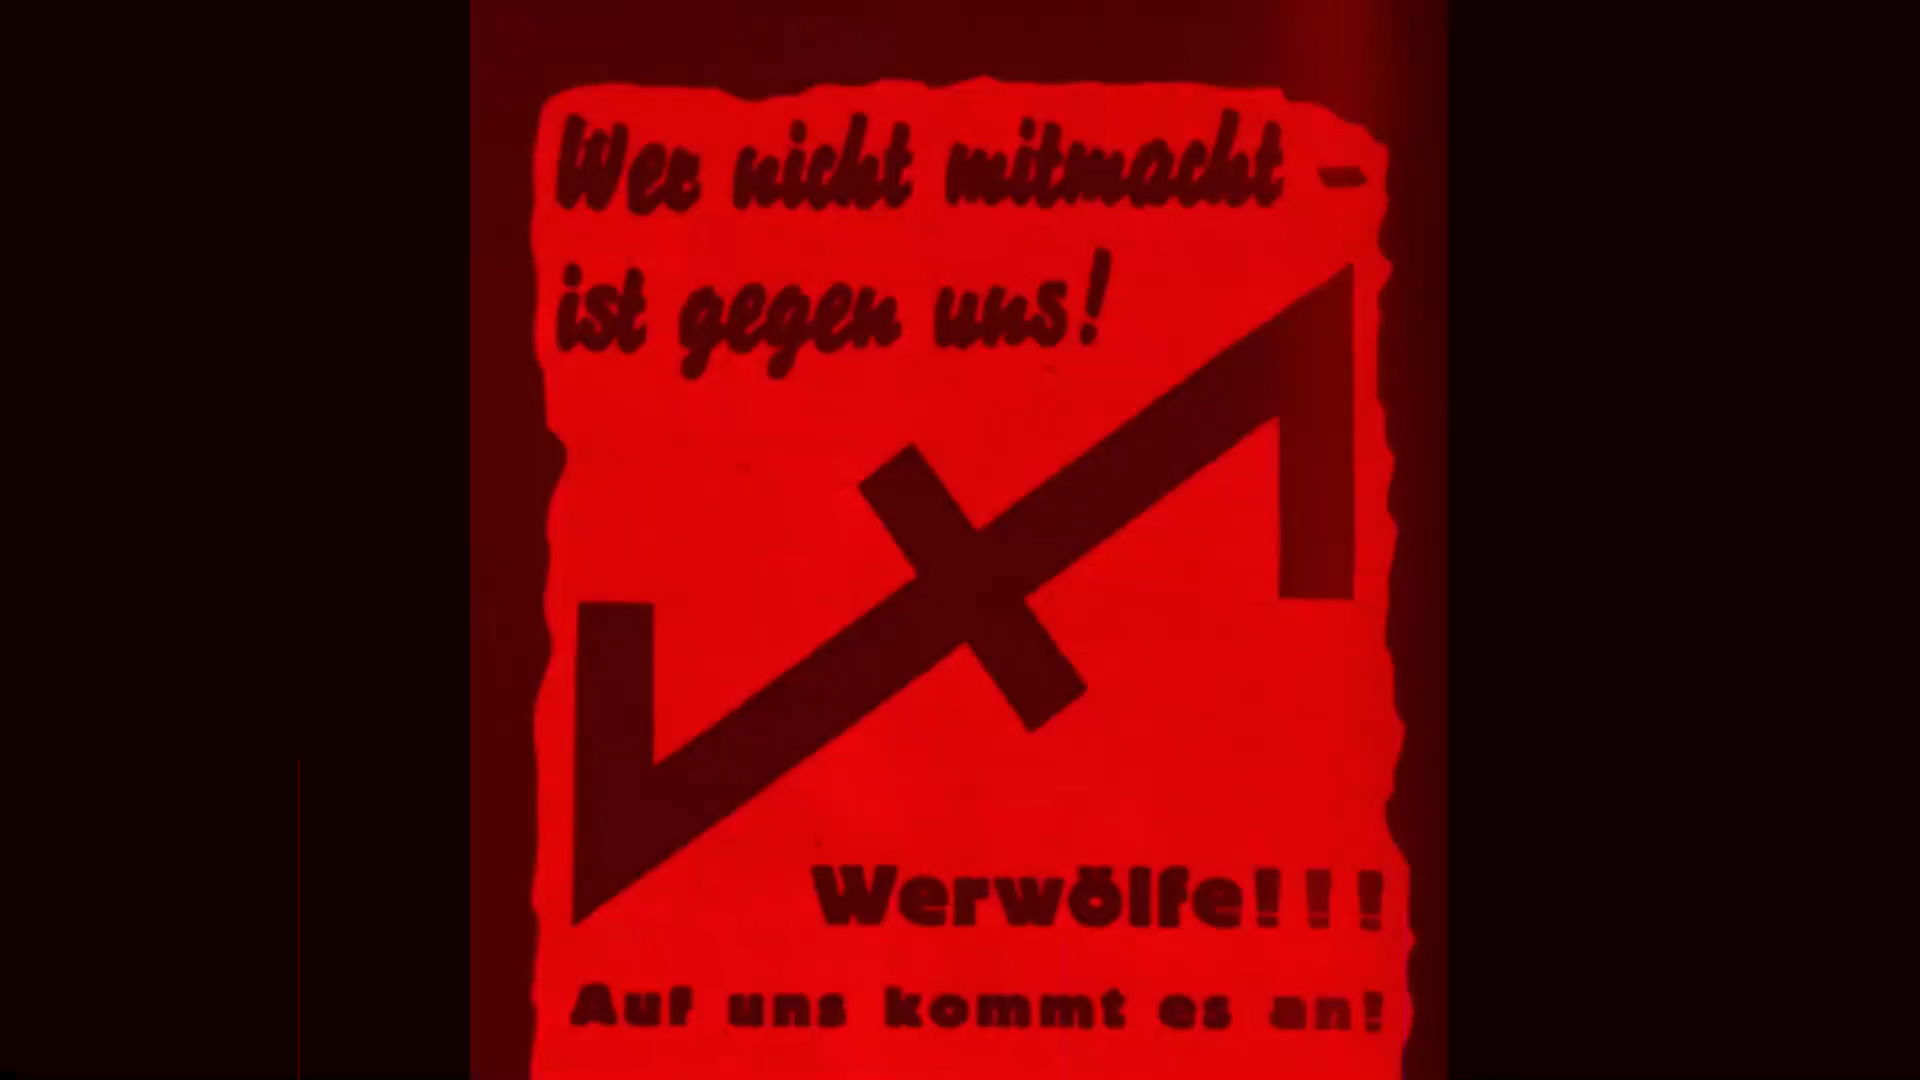 Wer nicht mitmacht -
ist gegen uns!
Werwölfe!!!
Auf uns kommt es an!